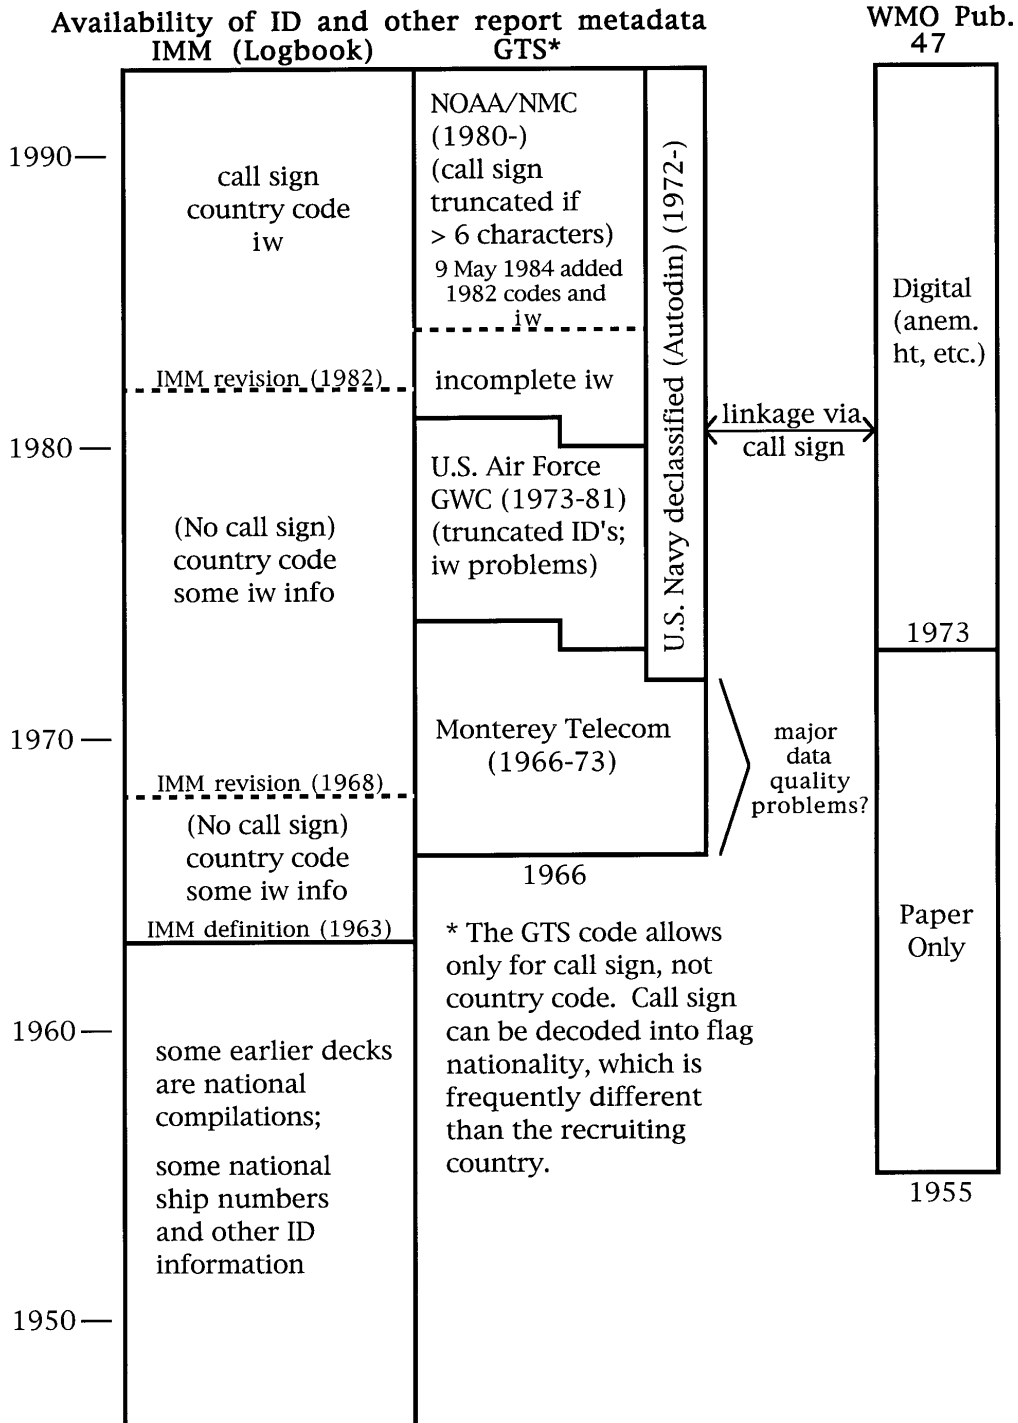 Availability of ID and other report metadata
IMM (Logbook)
GTS*
WMO Pub.
47
1990
1980
1970
1960
1950
call sign
country code
iw
IMM revision (1982)
(No call sign)
country code
some iw info
IMM revision (1968)
(No call sign)
country code
some iw info
IMM definition (1963)
some earlier decks
are national
compilations;
some national
ship numbers
and other ID
information
NOAA/NMC
(1980-)
(call sign
truncated if
> 6 characters)
9 May 1984 added
1982 codes and
iw
incomplete iw
U.S. Air Force
GWC (1973-81)
(truncated ID's;
iw problems)
Monterey Telecom
(1966-73)
1966
U.S. Navy declassified (Autodin) (1972-)
* The GTS code allows
only for call sign, not
country code. Call sign
can be decoded into flag
nationality, which is
frequently different
than the recruiting
country.
linkage via
call sign
major
data
quality
problems?
Digital
(anem.
ht, etc.)
1973
Paper
Only
1955